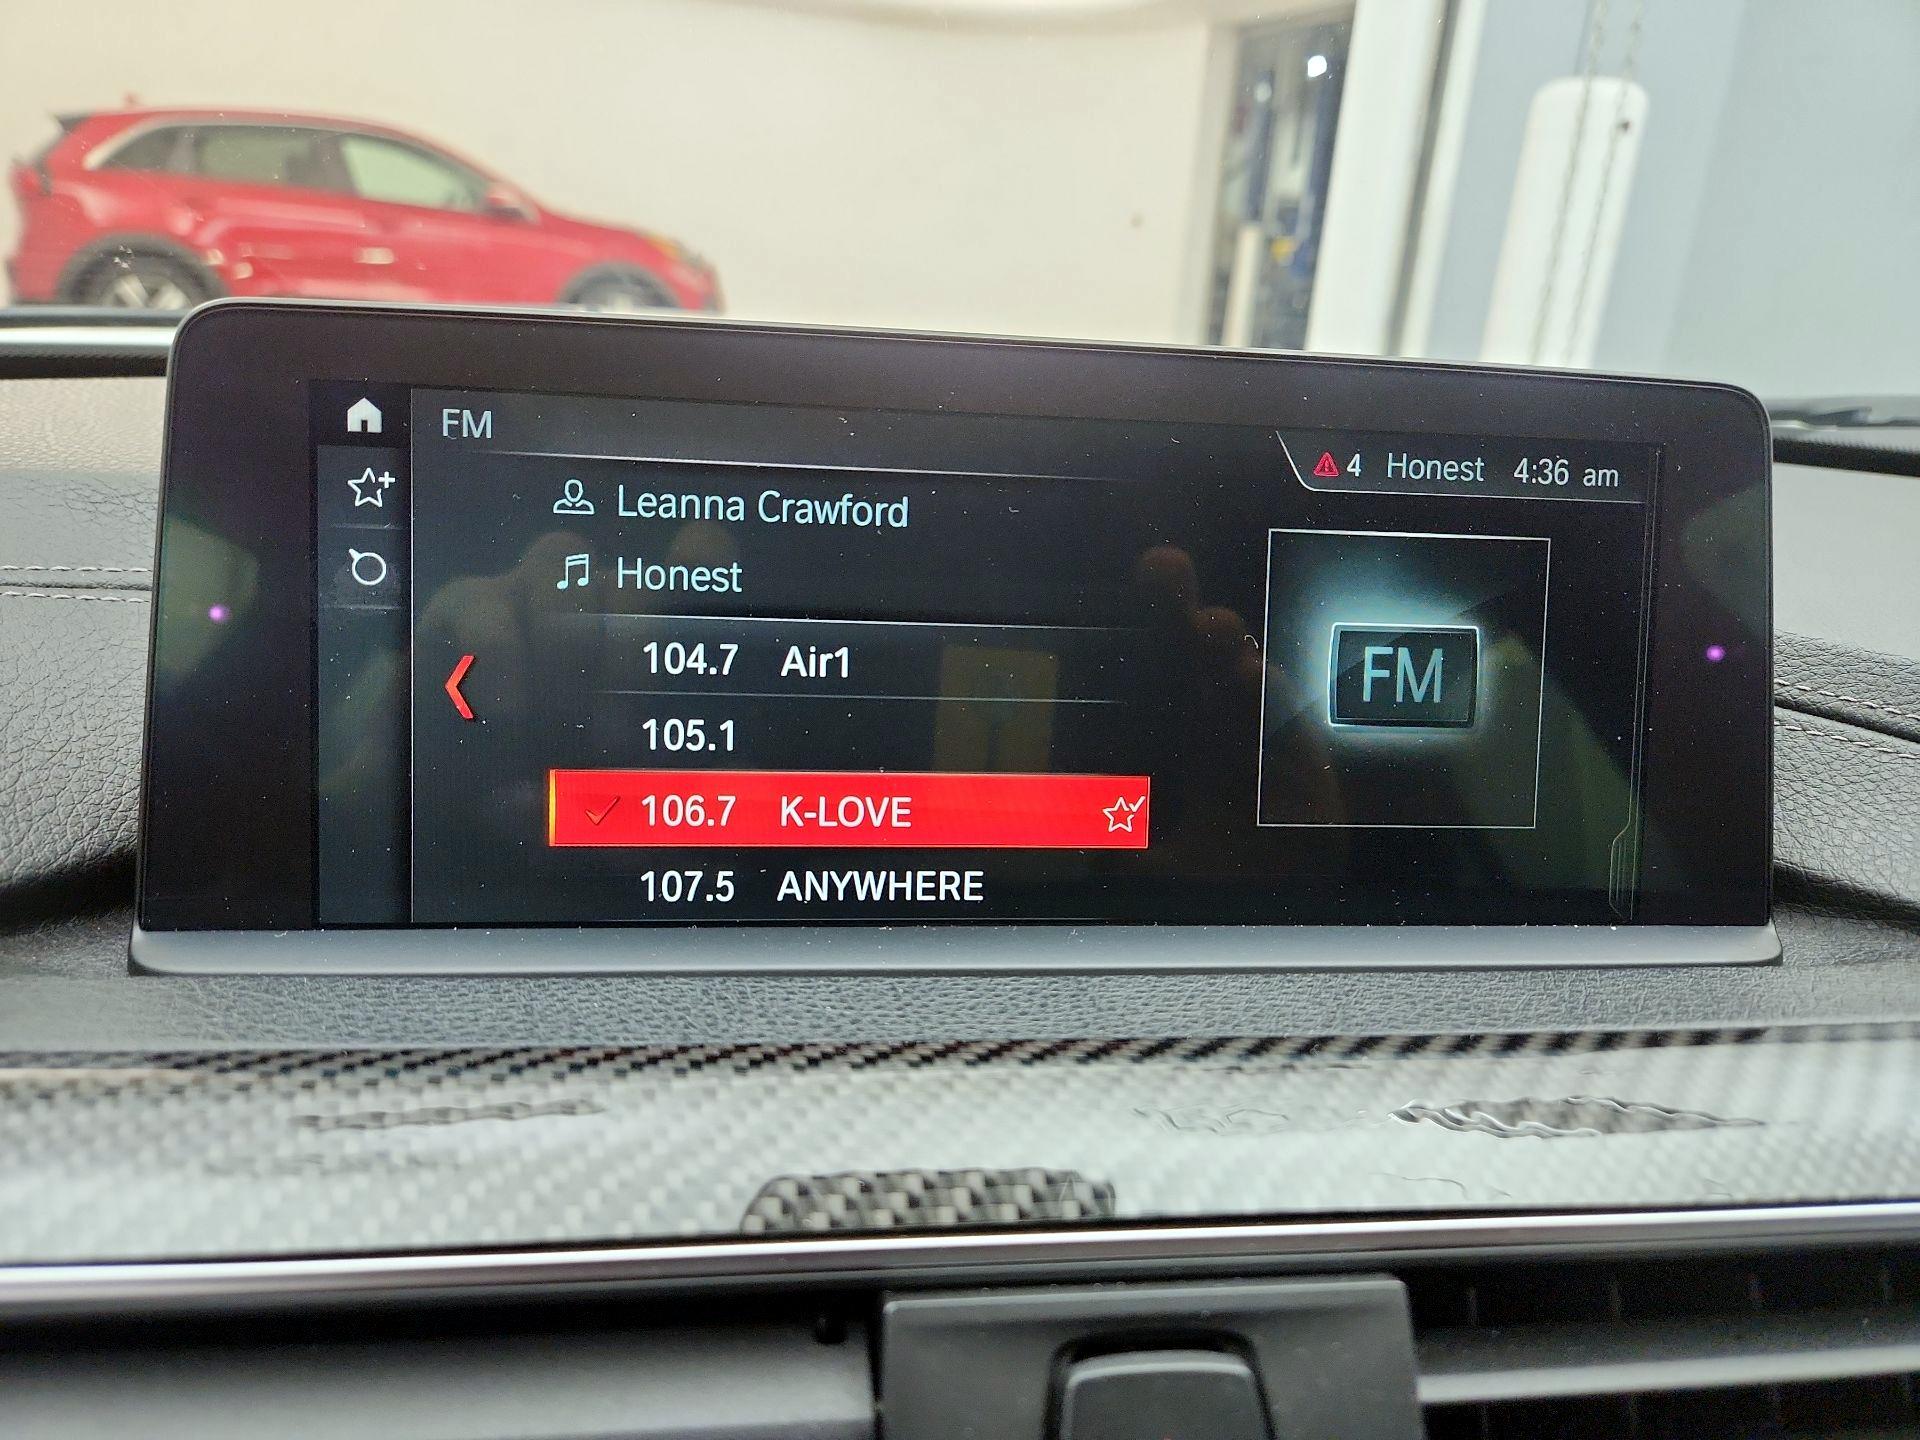 FM
4 Honest 4:36 am
Leanna Crawford
Honest
104.7 Air1
105.1
106.7 K-LOVE
107.5 ANYWHERE
FM